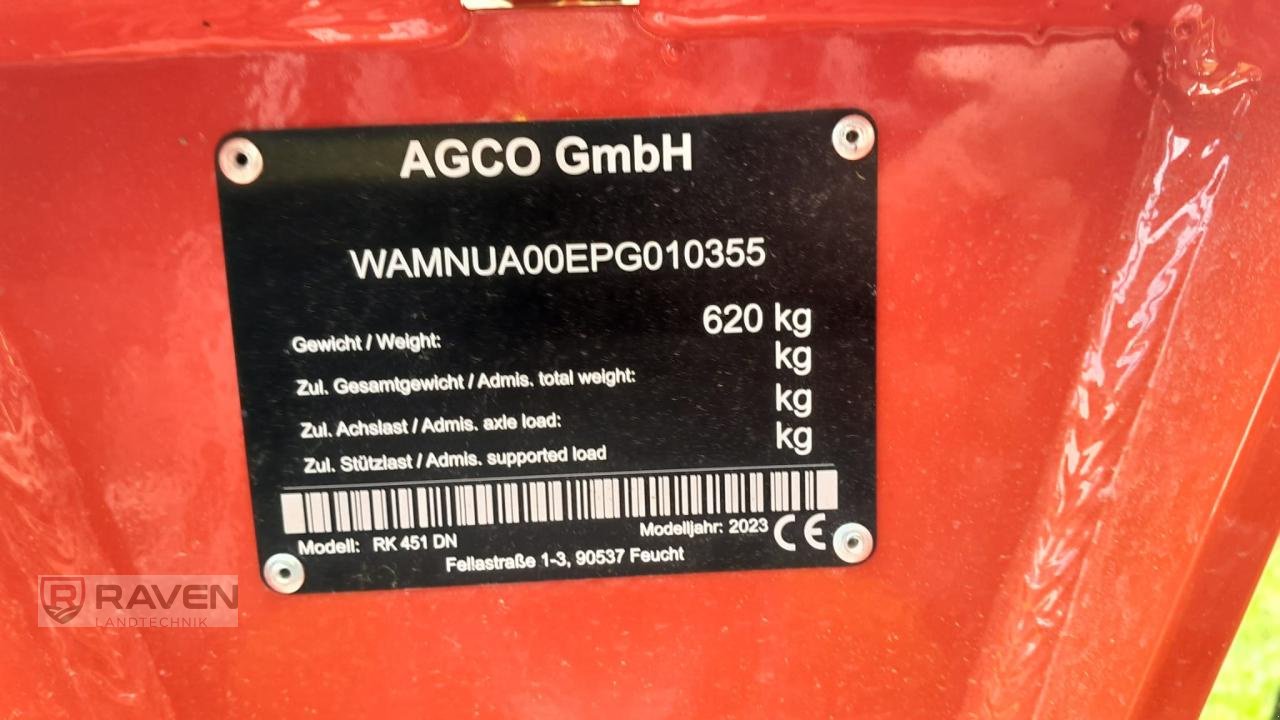 AGCO GmbH
WAMNUA00EPG010355
Gewicht / Weight: 620 kg
Zul. Gesamtgewicht / Admis. total weight: kg
Zul. Achslast / Admis. axle load: kg
Zul. Stützlast / Admis. supported load kg
Modell: RK 451 DN Modelljahr: 2023 CE
Fellastraße 1-3, 90537 Feucht
R RAVEN
LANDTECHNIK